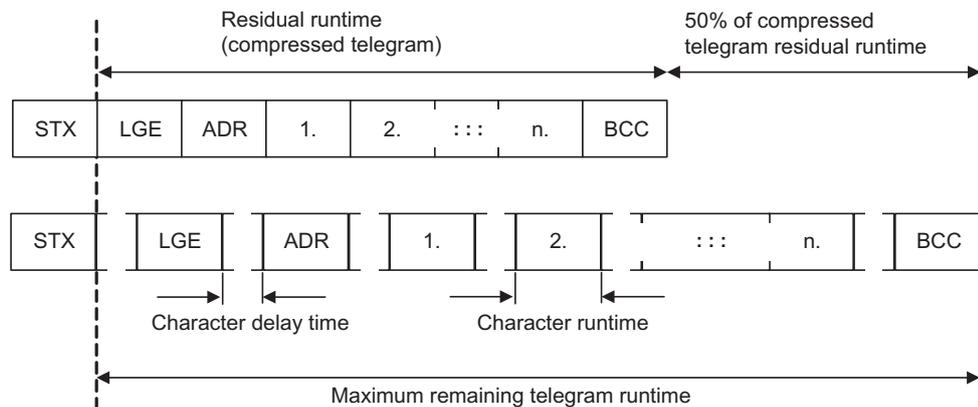 Residual runtime
(compressed telegram)
50% of compressed
telegram residual runtime
STX LGE ADR 1. 2. : : : n. BCC
STX LGE ADR 1. 2. : : : n. BCC
Character delay time
Character runtime
Maximum remaining telegram runtime